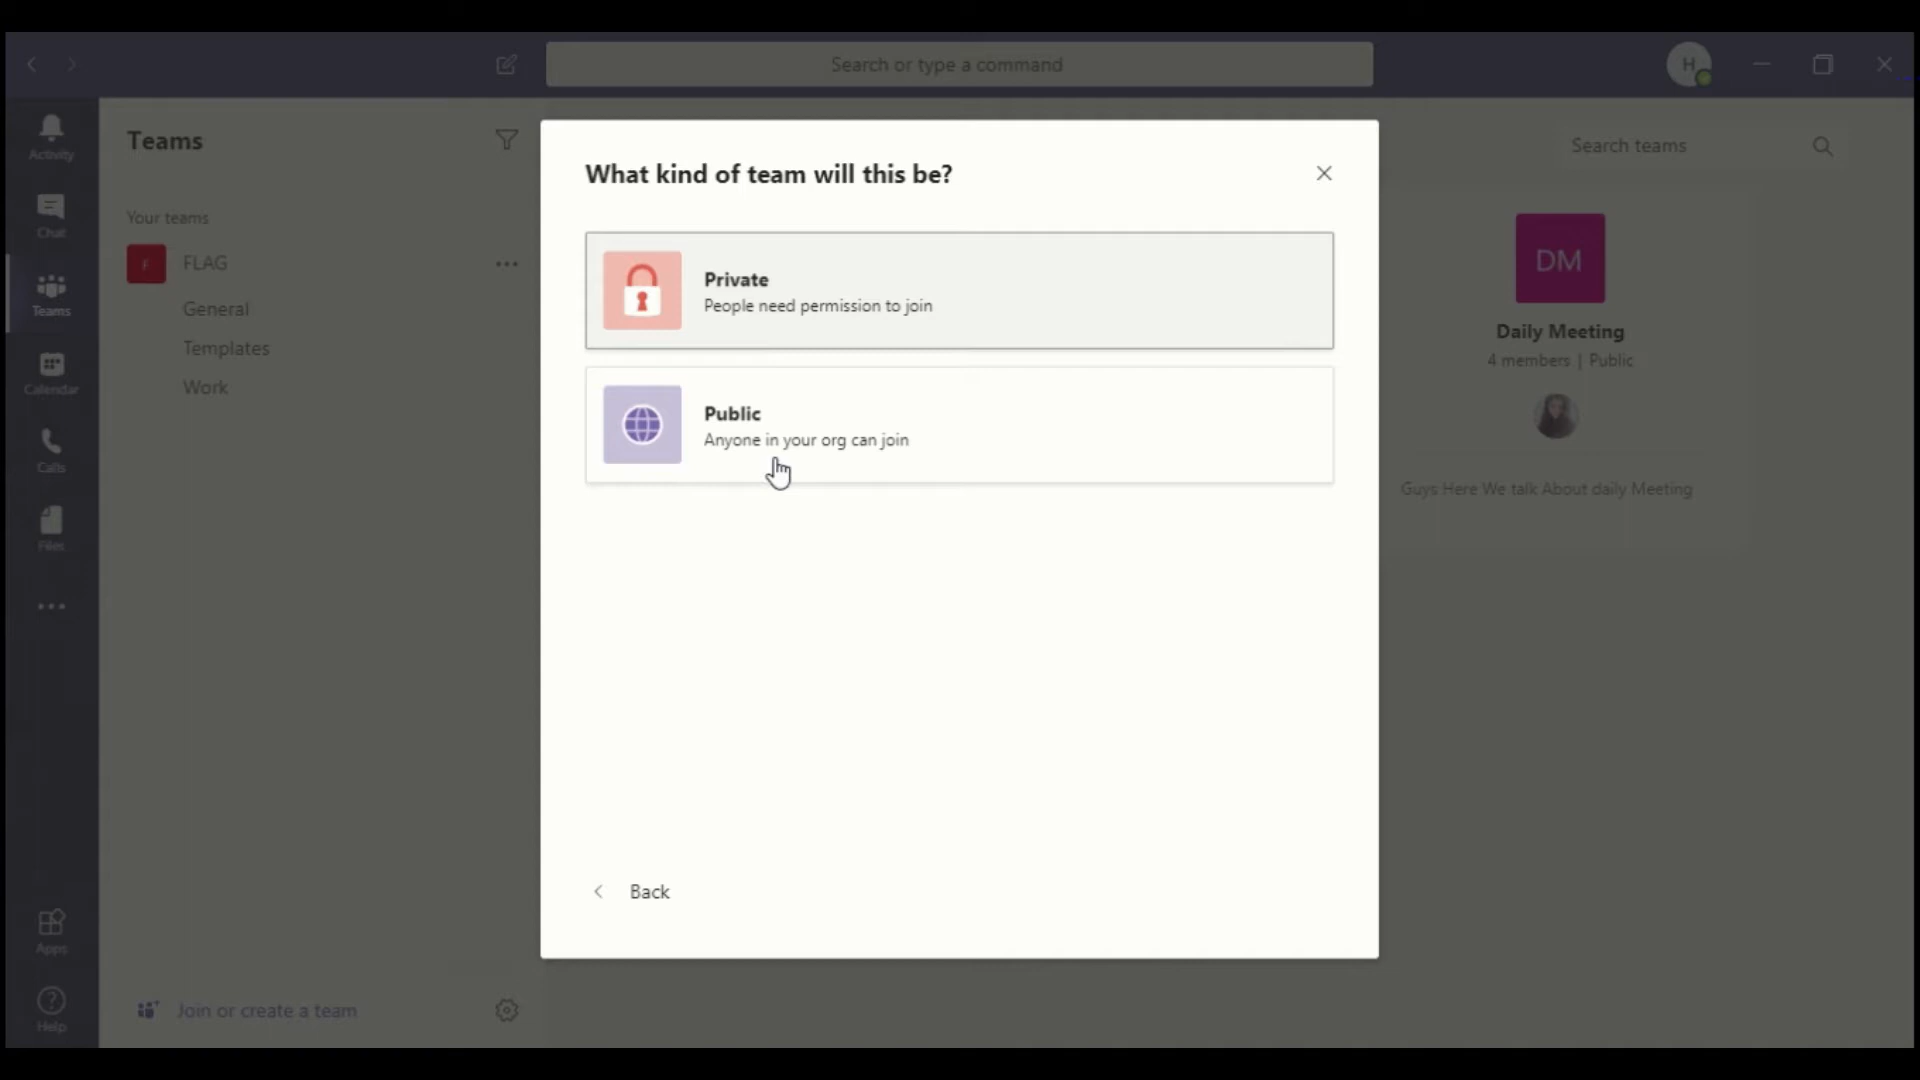 Search or type a command
H
Activity
Chat
Teams
Calendar
Calls
Files
Apps
Help
Teams
Your teams
F
FLAG
General
Templates
Work
Join or create a team
What kind of team will this be?
Private
People need permission to join
Public
Anyone in your org can join
Back
Search teams
DM
Daily Meeting
4 members | Public
Guys Here We talk About daily Meeting